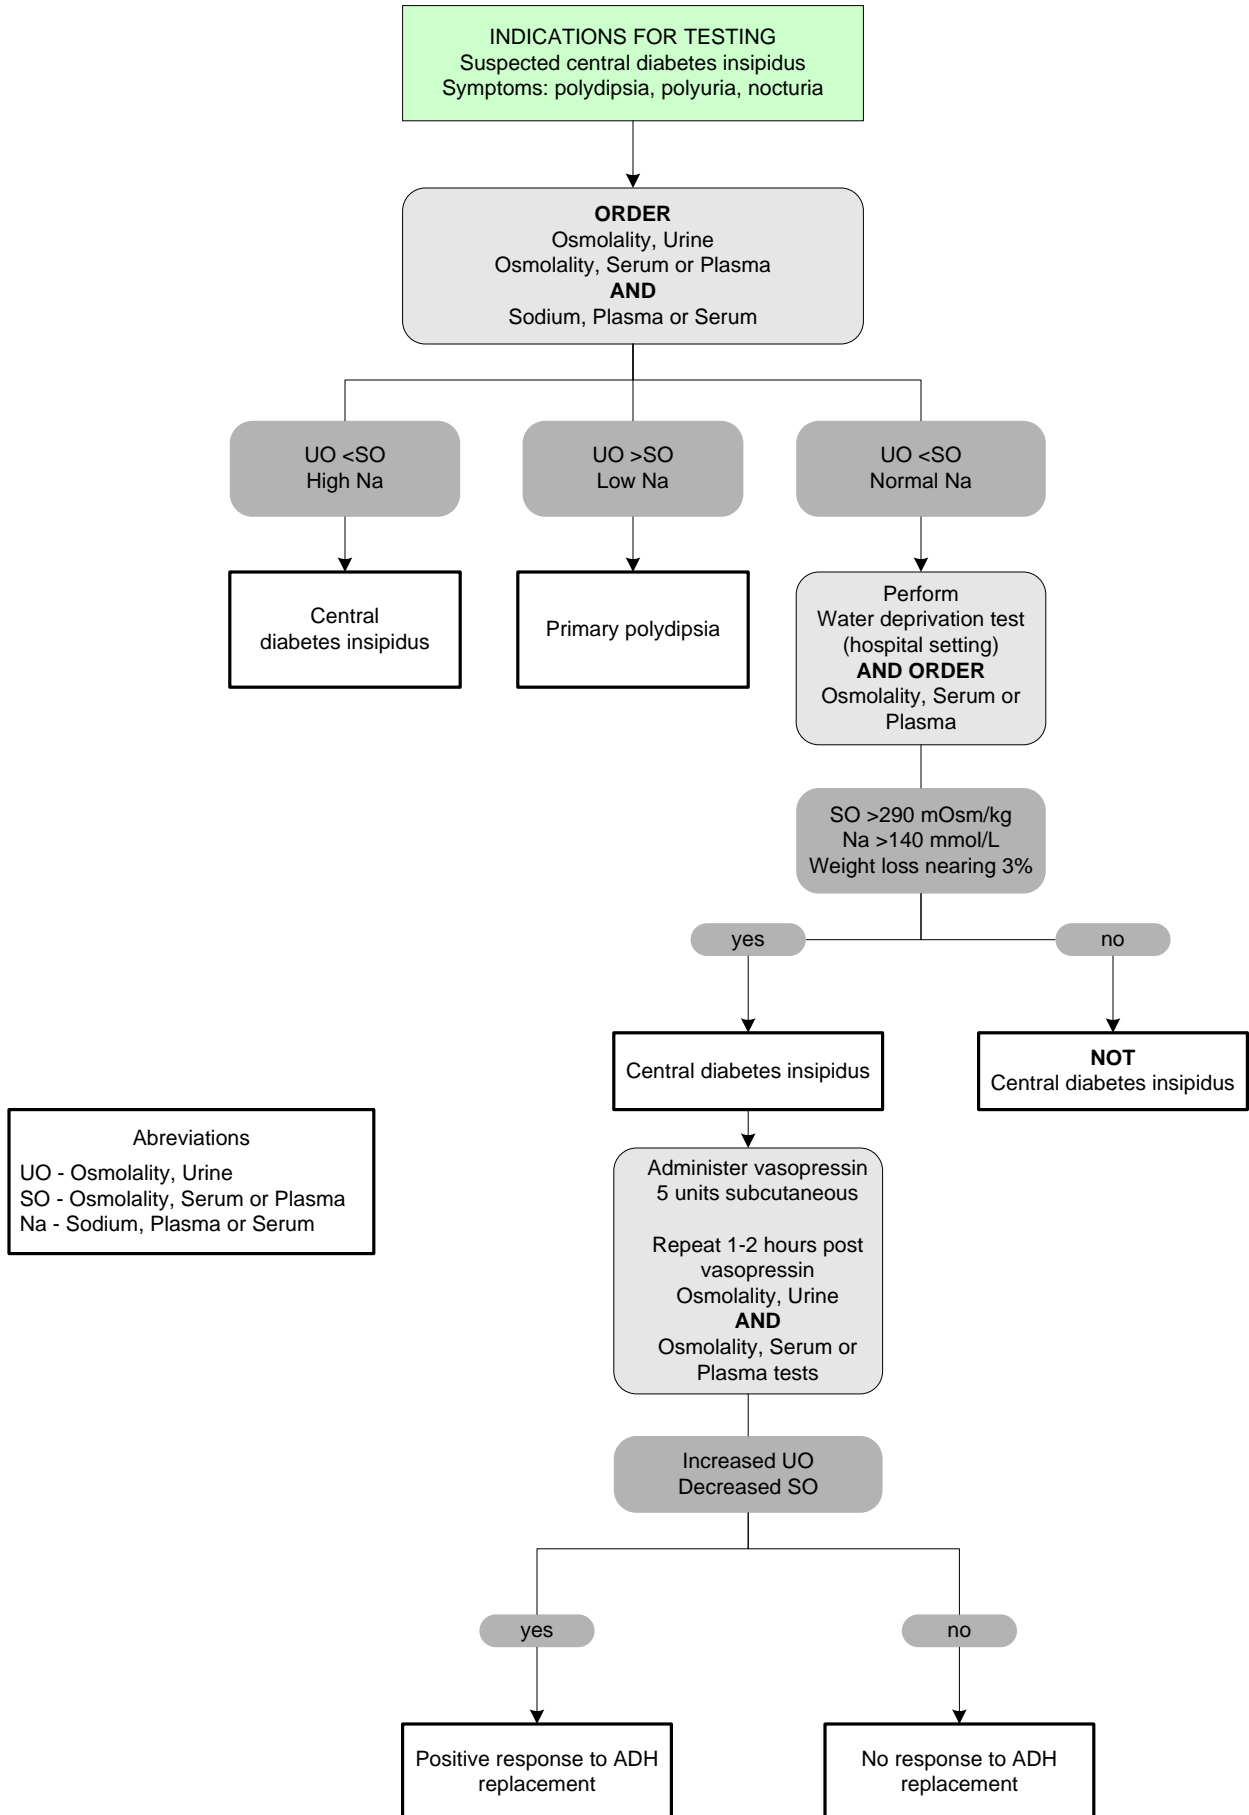 INDICATIONS FOR TESTING
Suspected central diabetes insipidus
Symptoms: polydipsia, polyuria, nocturia
ORDER
Osmolality, Urine
Osmolality, Serum or Plasma
AND
Sodium, Plasma or Serum
UO <SO
High Na
UO >SO
Low Na
UO <SO
Normal Na
Central
diabetes insipidus
Primary polydipsia
Perform
Water deprivation test
(hospital setting)
AND ORDER
Osmolality, Serum or
Plasma
SO >290 mOsm/kg
Na >140 mmol/L
Weight loss nearing 3%
yes
no
Central diabetes insipidus
NOT
Central diabetes insipidus
Abreviations
UO - Osmolality, Urine
SO - Osmolality, Serum or Plasma
Na - Sodium, Plasma or Serum
Administer vasopressin
5 units subcutaneous
Repeat 1-2 hours post
vasopressin
Osmolality, Urine
AND
Osmolality, Serum or
Plasma tests
Increased UO
Decreased SO
yes
no
Positive response to ADH
replacement
No response to ADH
replacement